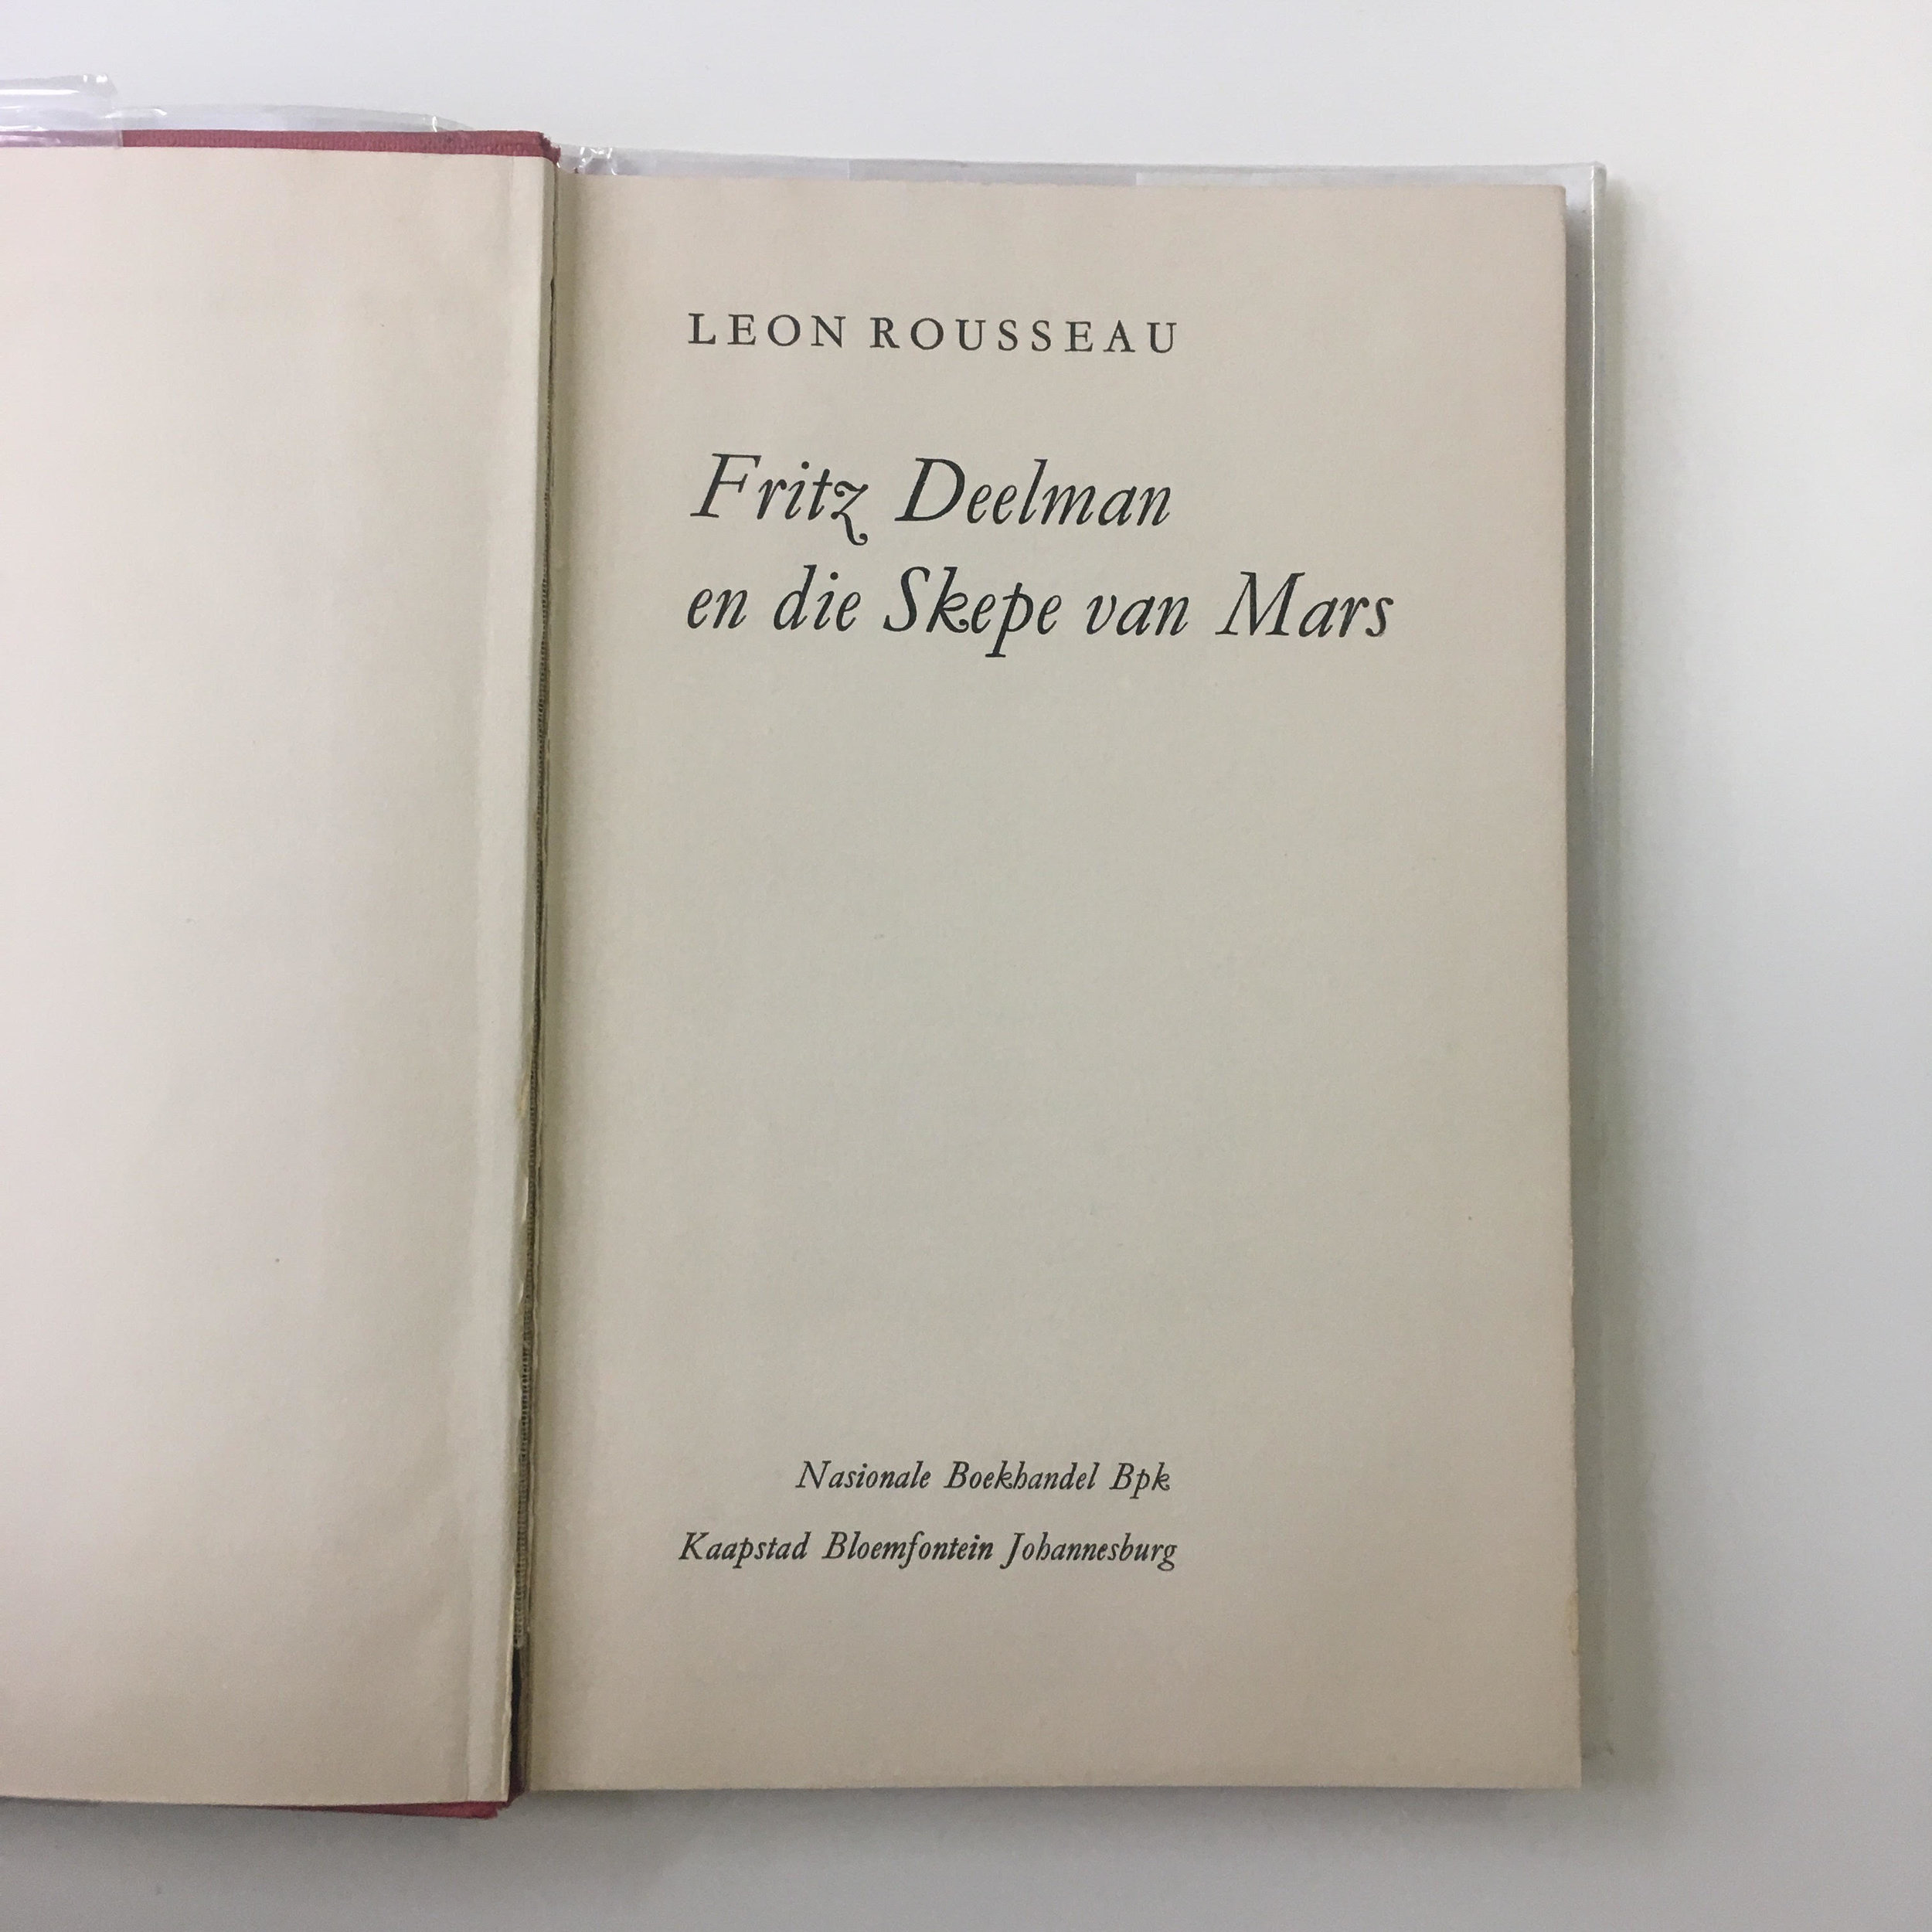 LEON ROUSSEAU
Fritz Deelman
en die Skepe van Mars
Nasionale Boekhandel Bpk
Kaapstad Bloemfontein Johannesburg